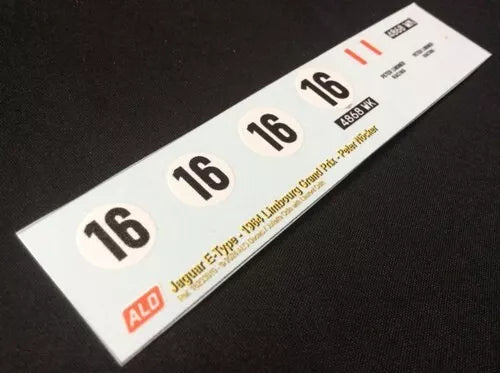 16
16
16
16
4868 WK
4868 WK
PETER LINDNER
RACING
PETER LINDNER
RACING
ALO
Jaguar E-Type - 1964 Limbourg Grand Prix - Peter Nöcker